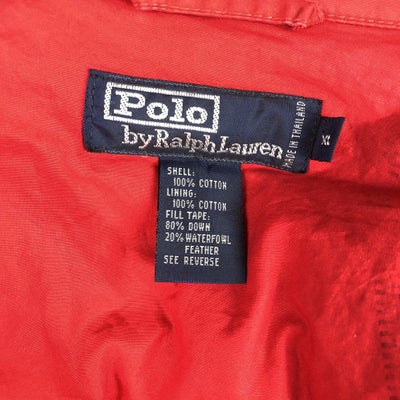 Polo
by Ralph Lauren
MADE IN THAILAND
XL
SHELL:
100% COTTON
LINING:
100% COTTON
FILL TAPE:
80% DOWN
20% WATERFOWL
FEATHER
SEE REVERSE